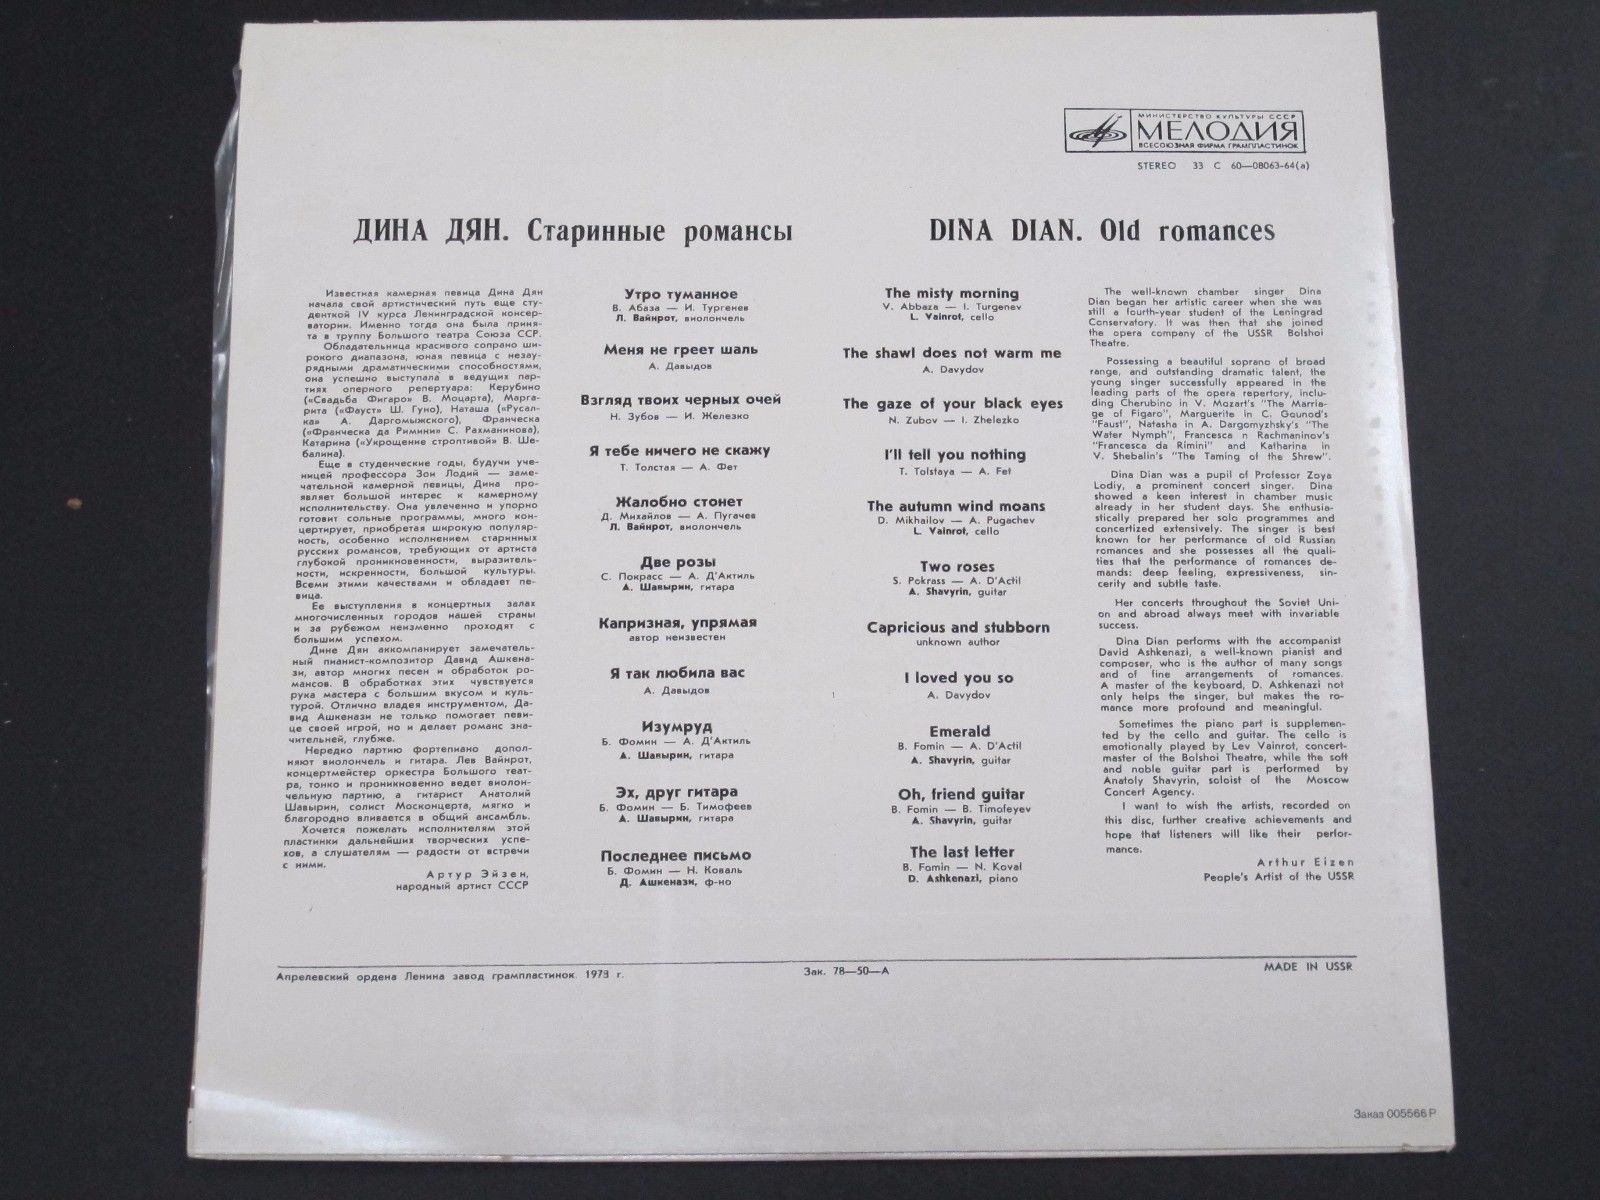 МИНИСТЕРСТВО КУЛЬТУРЫ СССР
МЕЛОДИЯ
ВСЕСОЮЗНАЯ ФИРМА ГРАМПЛАСТИНОК
STEREO 33 С 60—08063-64(a)
ДИНА ДЯН. Старинные романсы
DINA DIAN. Old romances
Известная камерная певица Дина Дян
начала свой артистический путь еще сту-
денткой IV курса Ленинградской консер-
ватории. Именно тогда она была приня-
та в труппу Большого театра Союза ССР.
Обладательница красивого сопрано ши-
рокого диапазона, юная певица с незау-
рядными драматическими способностями,
она успешно выступала в ведущих пар-
тиях оперного репертуара: Керубино
(«Свадьба Фигаро» В. Моцарта), Марга-
рита («Фауст» Ш. Гуно), Наташа («Русал-
ка» А. Даргомыжского), Франческа
(«Франческа да Римини» С. Рахманинова),
Катарина («Укрощение строптивой» В. Ше-
балина).
Еще в студенческие годы, будучи уче-
ницей профессора Зои Лодий — заме-
чательной камерной певицы, Дина про-
являет большой интерес к камерному
исполнительству. Она увлеченно и упорно
готовит сольные программы, много кон-
цертирует, приобретая широкую популяр-
ность, особенно исполнением старинных
русских романсов, требующих от артиста
глубокой проникновенности, выразитель-
ности, искренности, большой культуры.
Всеми этими качествами и обладает пе-
вица.
Ее выступления в концертных залах
многочисленных городов нашей страны
и за рубежом неизменно проходят с
большим успехом.
Дине Дян аккомпанирует замечатель-
ный пианист-композитор Давид Ашкена-
зи, автор многих песен и обработок ро-
мансов. В обработках этих чувствуется
рука мастера с большим вкусом и куль-
турой. Отлично владея инструментом, Да-
вид Ашкенази не только помогает певи-
це своей игрой, но и делает романс зна-
чительней, глубже.
Нередко партию фортепиано допол-
няют виолончель и гитара. Лев Вайнрот,
концертмейстер оркестра Большого теат-
ра, тонко и проникновенно ведет виолон-
чельную партию, а гитарист Анатолий
Шавырин, солист Москонцерта, мягко и
благородно вливается в общий ансамбль.
Хочется пожелать исполнителям этой
пластинки дальнейших творческих успе-
хов, а слушателям — радости от встречи
с ними.
Артур Эйзен,
народный артист СССР
Утро туманное
В. Абаза — И. Тургенев
Л. Вайнрот, виолончель
Меня не греет шаль
А. Давыдов
Взгляд твоих черных очей
Н. Зубов — И. Железко
Я тебе ничего не скажу
Т. Толстая — А. Фет
Жалобно стонет
Д. Михайлов — А. Пугачев
Л. Вайнрот, виолончель
Две розы
С. Покрасс — А. Д'Актиль
А. Шавырин, гитара
Капризная, упрямая
автор неизвестен
Я так любила вас
А. Давыдов
Изумруд
Б. Фомин — А. Д'Актиль
А. Шавырин, гитара
Эх, друг гитара
Б. Фомин — Б. Тимофеев
А. Шавырин, гитара
Последнее письмо
Б. Фомин — Н. Коваль
Д. Ашкенази, ф-но
The misty morning
V. Abbaza — I. Turgenev
L. Vainrot, cello
The shawl does not warm me
A. Davydov
The gaze of your black eyes
N. Zubov — I. Zhelezko
I'll tell you nothing
T. Tolstaya — A. Fet
The autumn wind moans
D. Mikhailov — A. Pugachev
L. Vainrot, cello
Two roses
S. Pokrass — A. D'Actil
A. Shavyrin, guitar
Capricious and stubborn
unknown author
I loved you so
A. Davydov
Emerald
B. Fomin — A. D'Actil
A. Shavyrin, guitar
Oh, friend guitar
B. Fomin — B. Timofeyev
A. Shavyrin, guitar
The last letter
B. Fomin — N. Koval
D. Ashkenazi, piano
The well-known chamber singer Dina
Dian began her artistic career when she was
still a fourth-year student of the Leningrad
Conservatory. It was then that she joined
the opera company of the USSR Bolshoi
Theatre.
Possessing a beautiful soprano of broad
range, and outstanding dramatic talent, the
young singer successfully appeared in the
leading parts of the opera repertory, inclu-
ding Cherubino in V. Mozart's "The Marria-
ge of Figaro", Marguerite in C. Gounod's
"Faust", Natasha in A. Dargomyzhsky's "The
Water Nymph", Francesca n Rachmaninov's
"Francesca da Rimini" and Katharina in
V. Shebalin's "The Taming of the Shrew".
Dina Dian was a pupil of Professor Zoya
Lodiy, a prominent concert singer. Dina
showed a keen interest in chamber music
already in her student days. She enthusia-
stically prepared her solo programmes and
concertized extensively. The singer is best
known for her performance of old Russian
romances and she possesses all the quali-
ties that the performance of romances de-
mands: deep feeling, expressiveness, sin-
cerity and subtle taste.
Her concerts throughout the Soviet Uni-
on and abroad always meet with invariable
success.
Dina Dian performs with the accompanist
David Ashkenazi, a well-known pianist and
composer, who is the author of many songs
and of fine arrangements of romances.
A master of the keyboard, D. Ashkenazi not
only helps the singer, but makes the ro-
mance more profound and meaningful.
Sometimes the piano part is supplemen-
ted by the cello and guitar. The cello is
emotionally played by Lev Vainrot, concert-
master of the Bolshoi Theatre, while the soft
and noble guitar part is performed by
Anatoly Shavyrin, soloist of the Moscow
Concert Agency.
I want to wish the artists, recorded on
this disc, further creative achievements and
hope that listeners will like their perfor-
mance.
Arthur Eizen
People's Artist of the USSR
Апрелевский ордена Ленина завод грампластинок. 1973 г.
Зак. 78—50—А
MADE IN USSR
Заказ 005566 Р